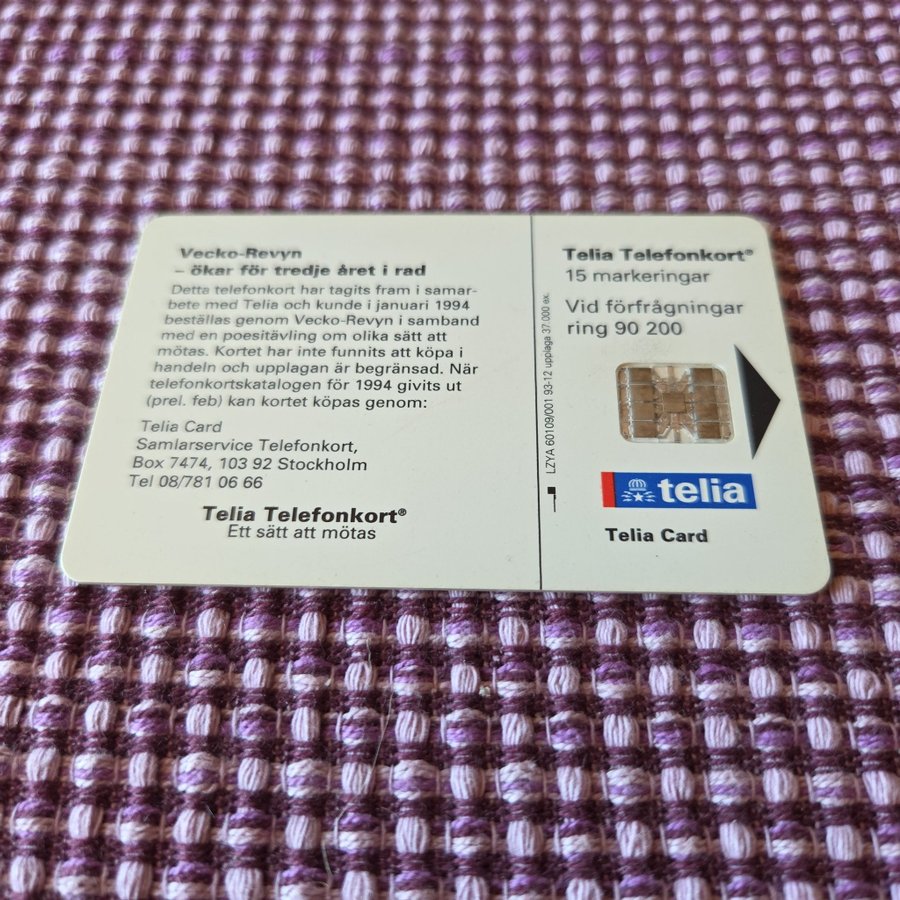 Vecko-Revyn
– ökar för tredje året i rad
Detta telefonkort har tagits fram i samar-
bete med Telia och kunde i januari 1994
beställas genom Vecko-Revyn i samband
med en poesitävling om olika sätt att
mötas. Kortet har inte funnits att köpa i
handeln och upplagan är begränsad. När
telefonkortskatalogen för 1994 givits ut
(prel. feb) kan kortet köpas genom:
Telia Card
Samlarservice Telefonkort,
Box 7474, 103 92 Stockholm
Tel 08/781 06 66
Telia Telefonkort®
Ett sätt att mötas
LZYA 60109/001 93-12 upplaga 37.000 ex.
Telia Telefonkort®
15 markeringar
Vid förfrågningar
ring 90 200
telia
Telia Card